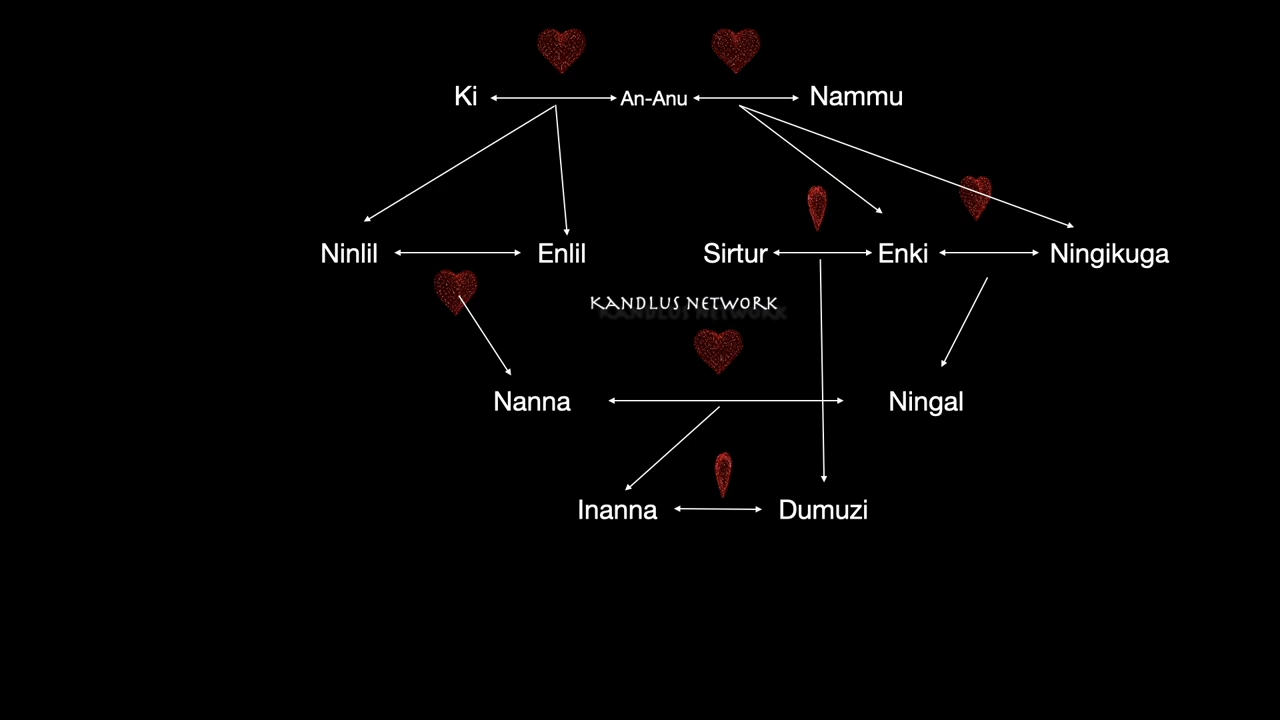 Ki An-Anu Nammu
Ninlil Enlil Sirtur Enki Ningikuga
KANDLUS NETWORK
Nanna Ningal
Inanna Dumuzi